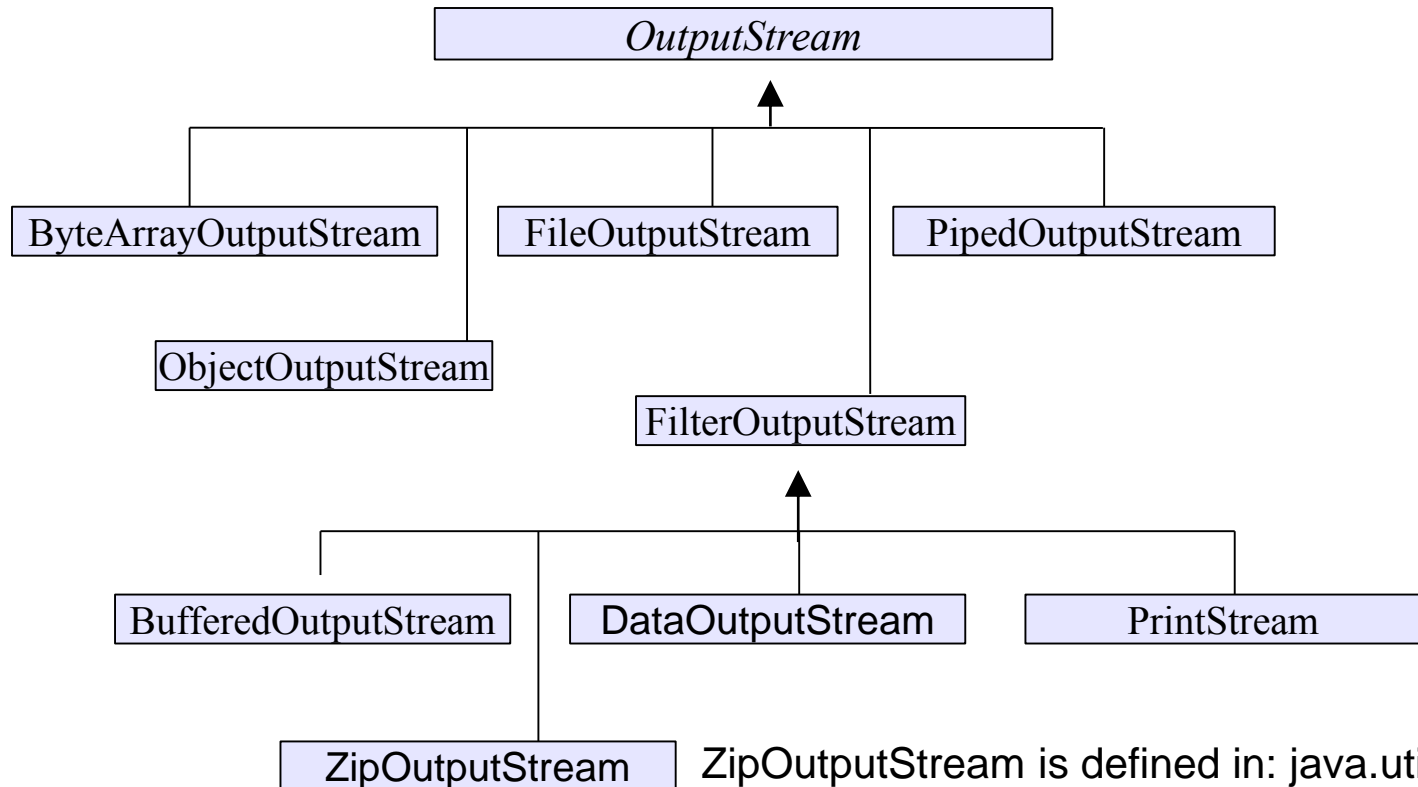 OutputStream
ByteArrayOutputStream
FileOutputStream
PipedOutputStream
ObjectOutputStream
FilterOutputStream
BufferedOutputStream
DataOutputStream
PrintStream
ZipOutputStream
ZipOutputStream is defined in: java.uti